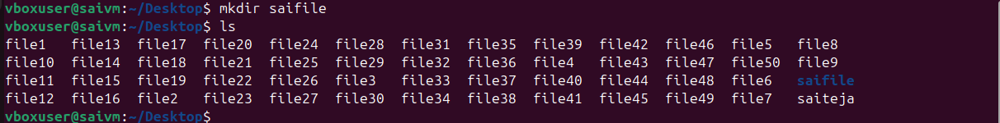 vboxuser@saivm:~/Desktop$ mkdir saifile
vboxuser@saivm:~/Desktop$ ls
file1   file13  file17  file20  file24  file28  file31  file35  file39  file42  file46  file5   file8
file10  file14  file18  file21  file25  file29  file32  file36  file4   file43  file47  file50  file9
file11  file15  file19  file22  file26  file3   file33  file37  file40  file44  file48  file6   saifile
file12  file16  file2   file23  file27  file30  file34  file38  file41  file45  file49  file7   saiteja
vboxuser@saivm:~/Desktop$